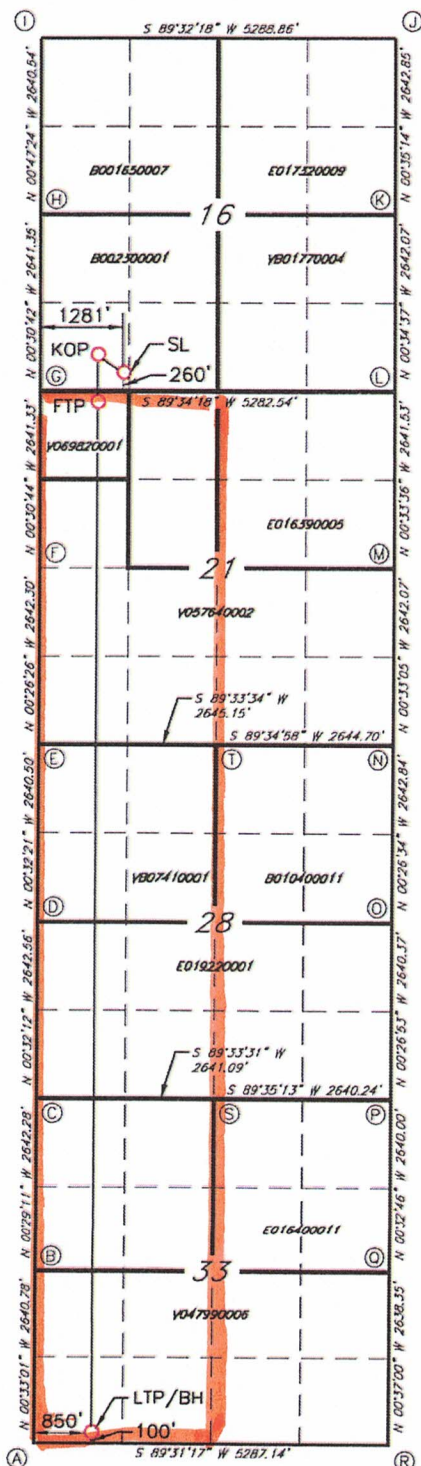 I
S 89°32'18" W 5288.86'
J
N 00°47'24" W 2640.54'
N 00°35'14" W 2642.85'
B001650007
E017320009
H
16
K
N 00°30'42" W 2641.35'
N 00°34'37" W 2642.07'
B002300001
VB01770004
1281'
KOP
SL
260'
G
L
FTP
S 89°34'18" W 5282.54'
N 00°30'44" W 2641.33'
N 00°33'36" W 2641.53'
V069820001
E016390005
F
21
M
V057640002
N 00°26'26" W 2642.30'
N 00°33'05" W 2642.07'
S 89°33'34" W
2645.15'
S 89°34'58" W 2644.70'
E
T
N
N 00°32'21" W 2640.50'
N 00°26'34" W 2642.84'
VB07410001
B010400011
D
28
O
E019220001
N 00°32'12" W 2642.56'
N 00°26'53" W 2640.37'
S 89°33'31" W
2641.09'
S 89°35'13" W 2640.24'
C
S
P
N 00°29'11" W 2642.28'
N 00°32'46" W 2640.00'
E016400011
B
33
Q
V047990006
N 00°33'01" W 2640.78'
N 00°37'00" W 2638.35'
LTP/BH
850'
100'
A
S 89°31'17" W 5287.14'
R